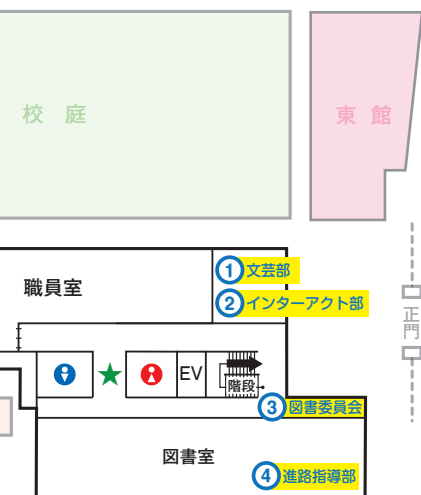 校庭
東館
職員室
1 文芸部
2 インターアクト部
正門
EV
階段
3 図書委員会
図書室
4 進路指導部